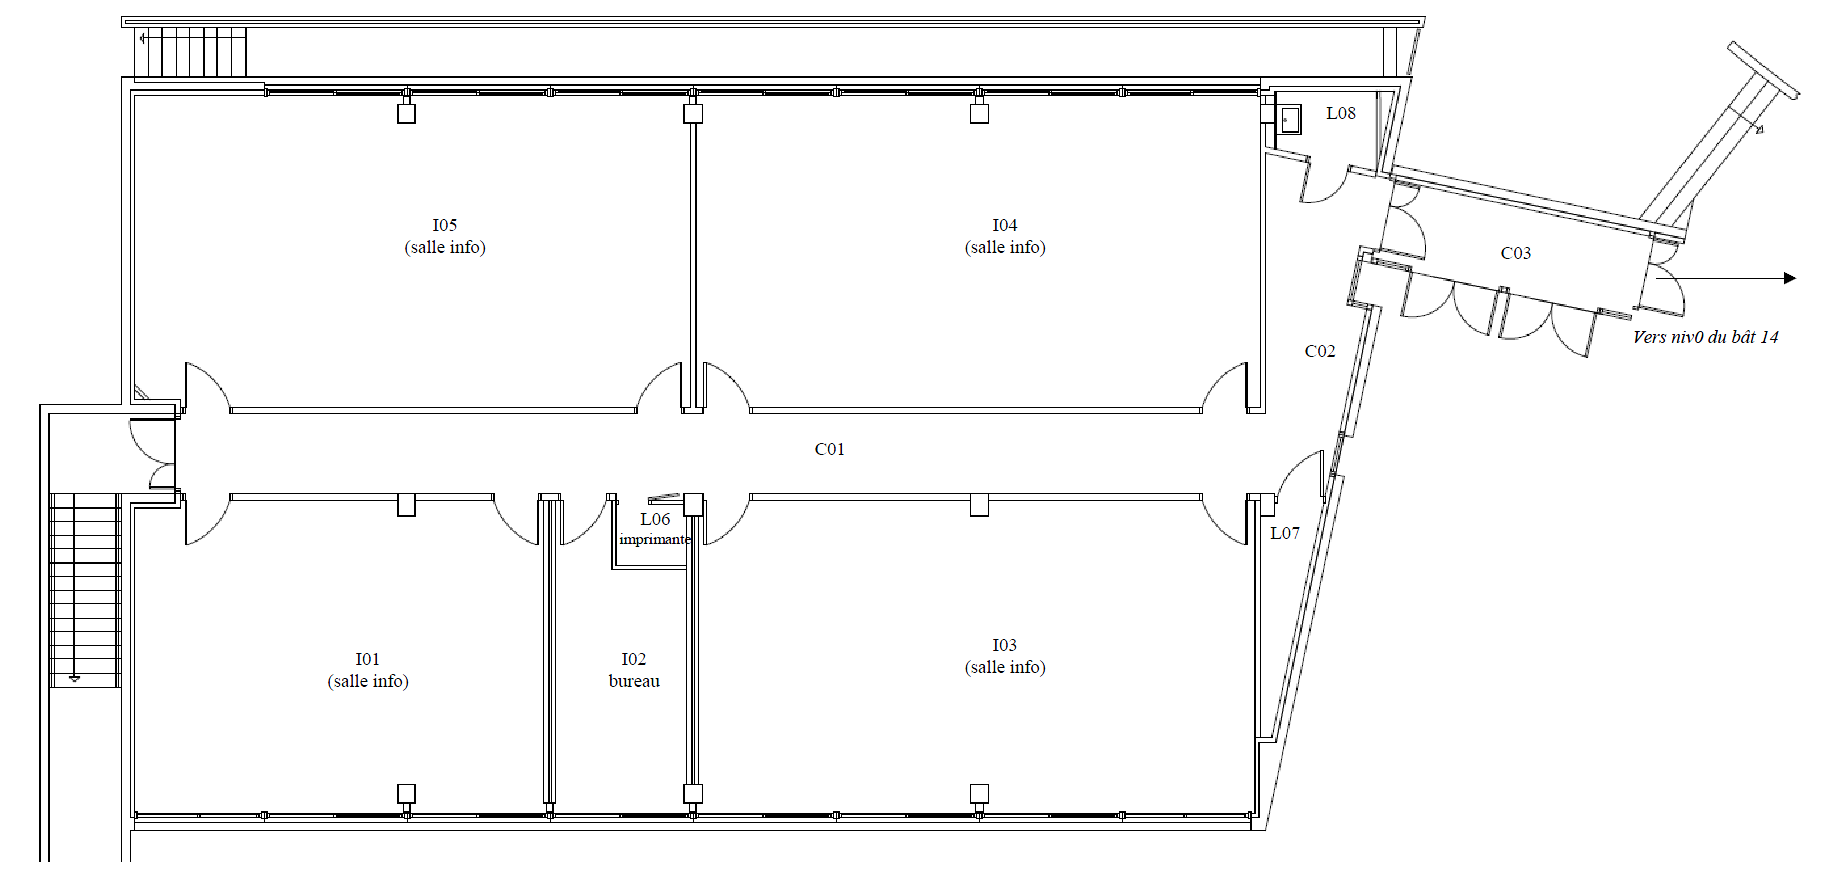 L08
I05
(salle info)
I04
(salle info)
C03
Vers niv0 du bât 14
C02
C01
L06
imprimante
L07
I01
(salle info)
I02
bureau
I03
(salle info)